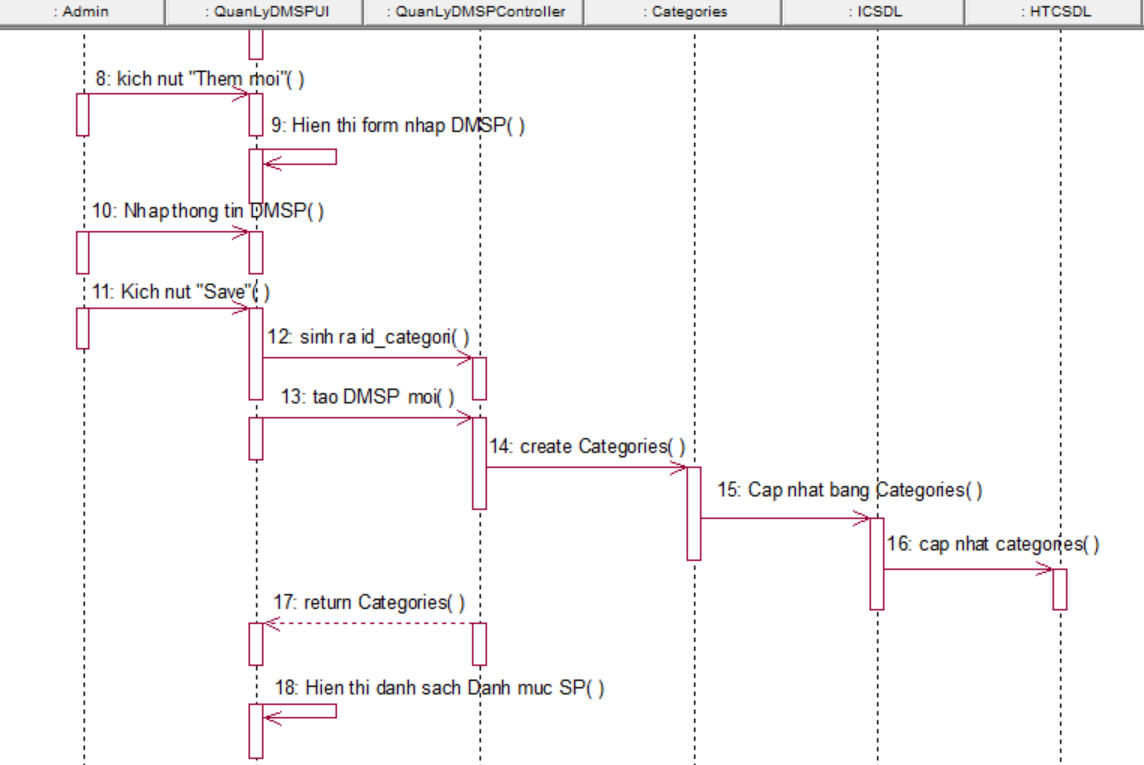 : Admin
: QuanLyDMSPUI
: QuanLyDMSPController
: Categories
: ICSDL
: HTCSDL
8: kich nut "Them moi"( )
9: Hien thi form nhap DMSP( )
10: Nhap thong tin DMSP( )
11: Kich nut "Save"( )
12: sinh ra id_categori( )
13: tao DMSP moi( )
14: create Categories( )
15: Cap nhat bang Categories( )
16: cap nhat categories( )
17: return Categories( )
18: Hien thi danh sach Danh muc SP( )